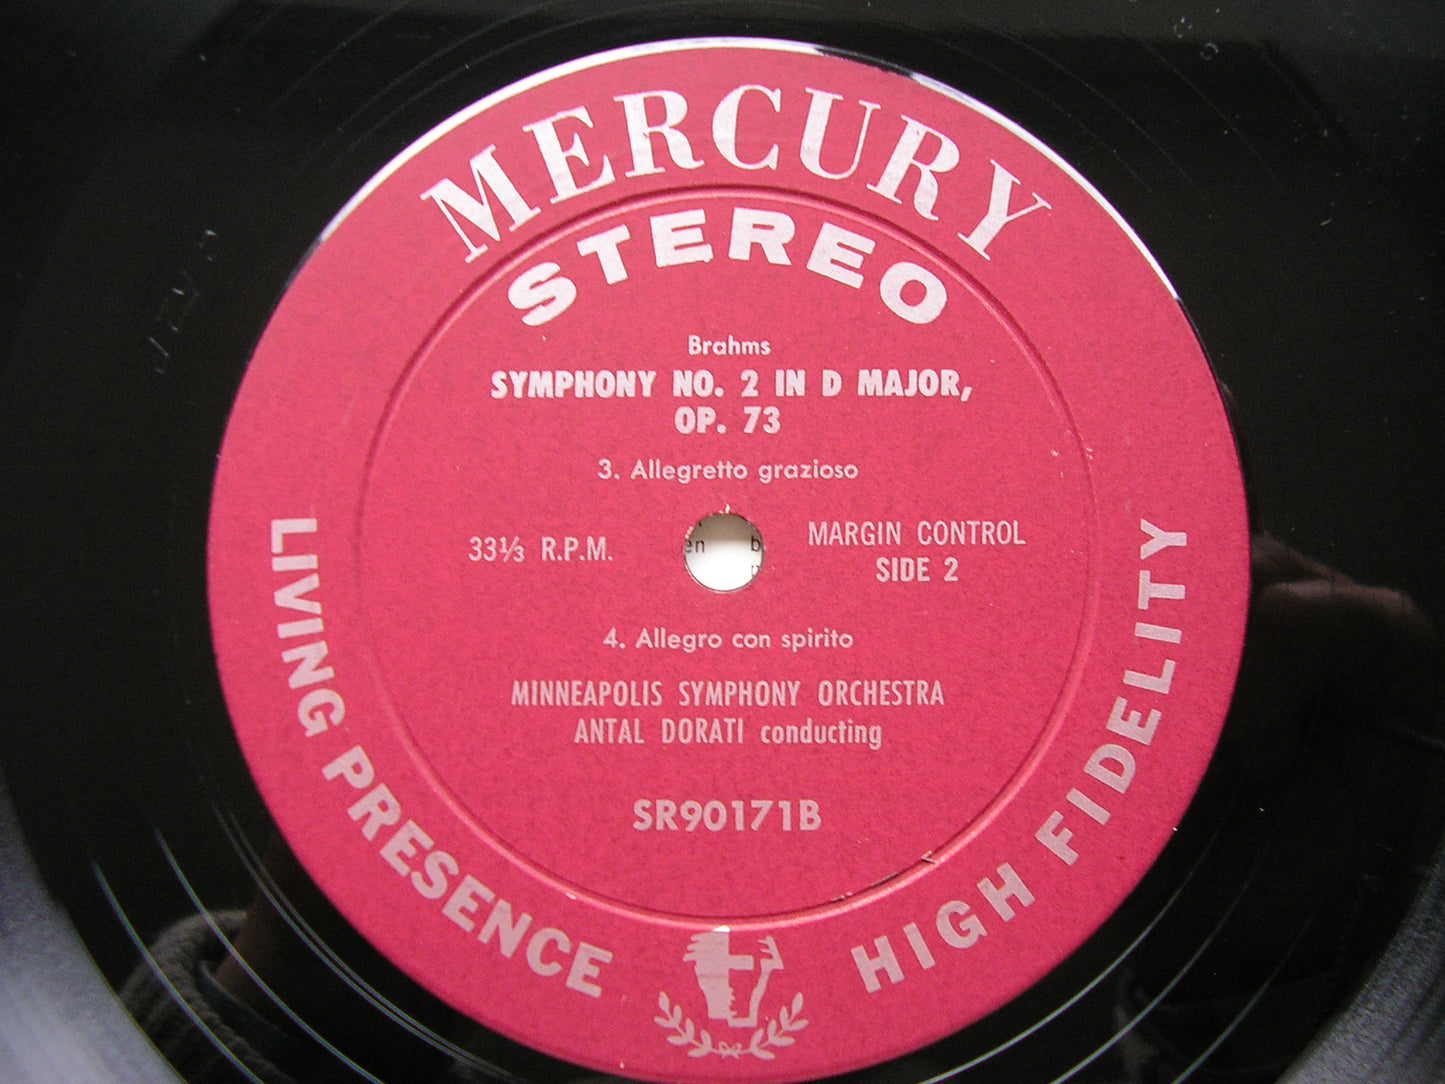 MERCURY
STEREO
Brahms
SYMPHONY NO. 2 IN D MAJOR,
OP. 73
3. Allegretto grazioso
33⅓ R.P.M.
MARGIN CONTROL
SIDE 2
4. Allegro con spirito
MINNEAPOLIS SYMPHONY ORCHESTRA
ANTAL DORATI conducting
SR90171B
LIVING PRESENCE
HIGH FIDELITY